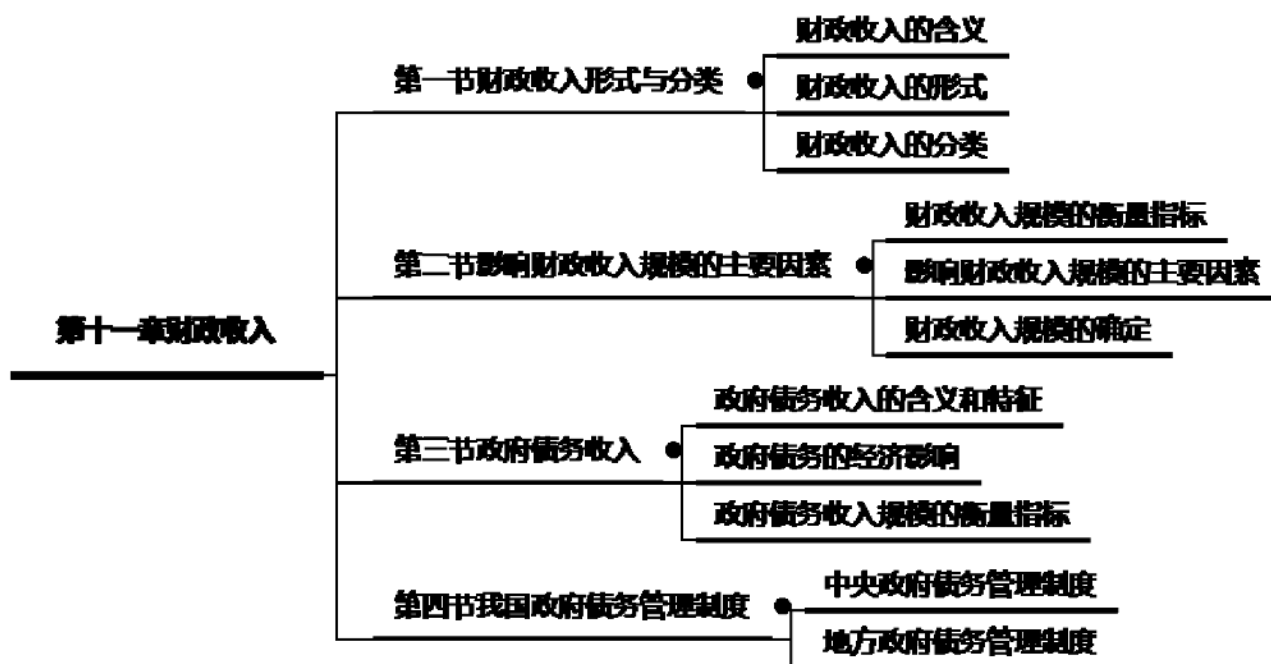 第十一章财政收入
第一节财政收入形式与分类
财政收入的含义
财政收入的形式
财政收入的分类
第二节影响财政收入规模的主要因素
财政收入规模的衡量指标
影响财政收入规模的主要因素
财政收入规模的确定
第三节政府债务收入
政府债务收入的含义和特征
政府债务的经济影响
政府债务收入规模的衡量指标
第四节我国政府债务管理制度
中央政府债务管理制度
地方政府债务管理制度